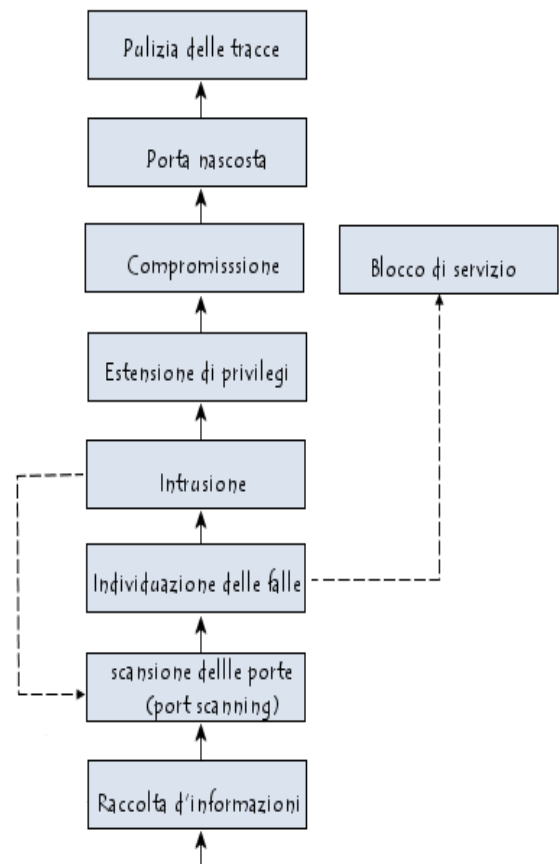 Pulizia delle tracce
Porta nascosta
Compromisssione
Blocco di servizio
Estensione di privilegi
Intrusione
Individuazione delle falle
scansione dellle porte
(port scanning)
Raccolta d'informazioni